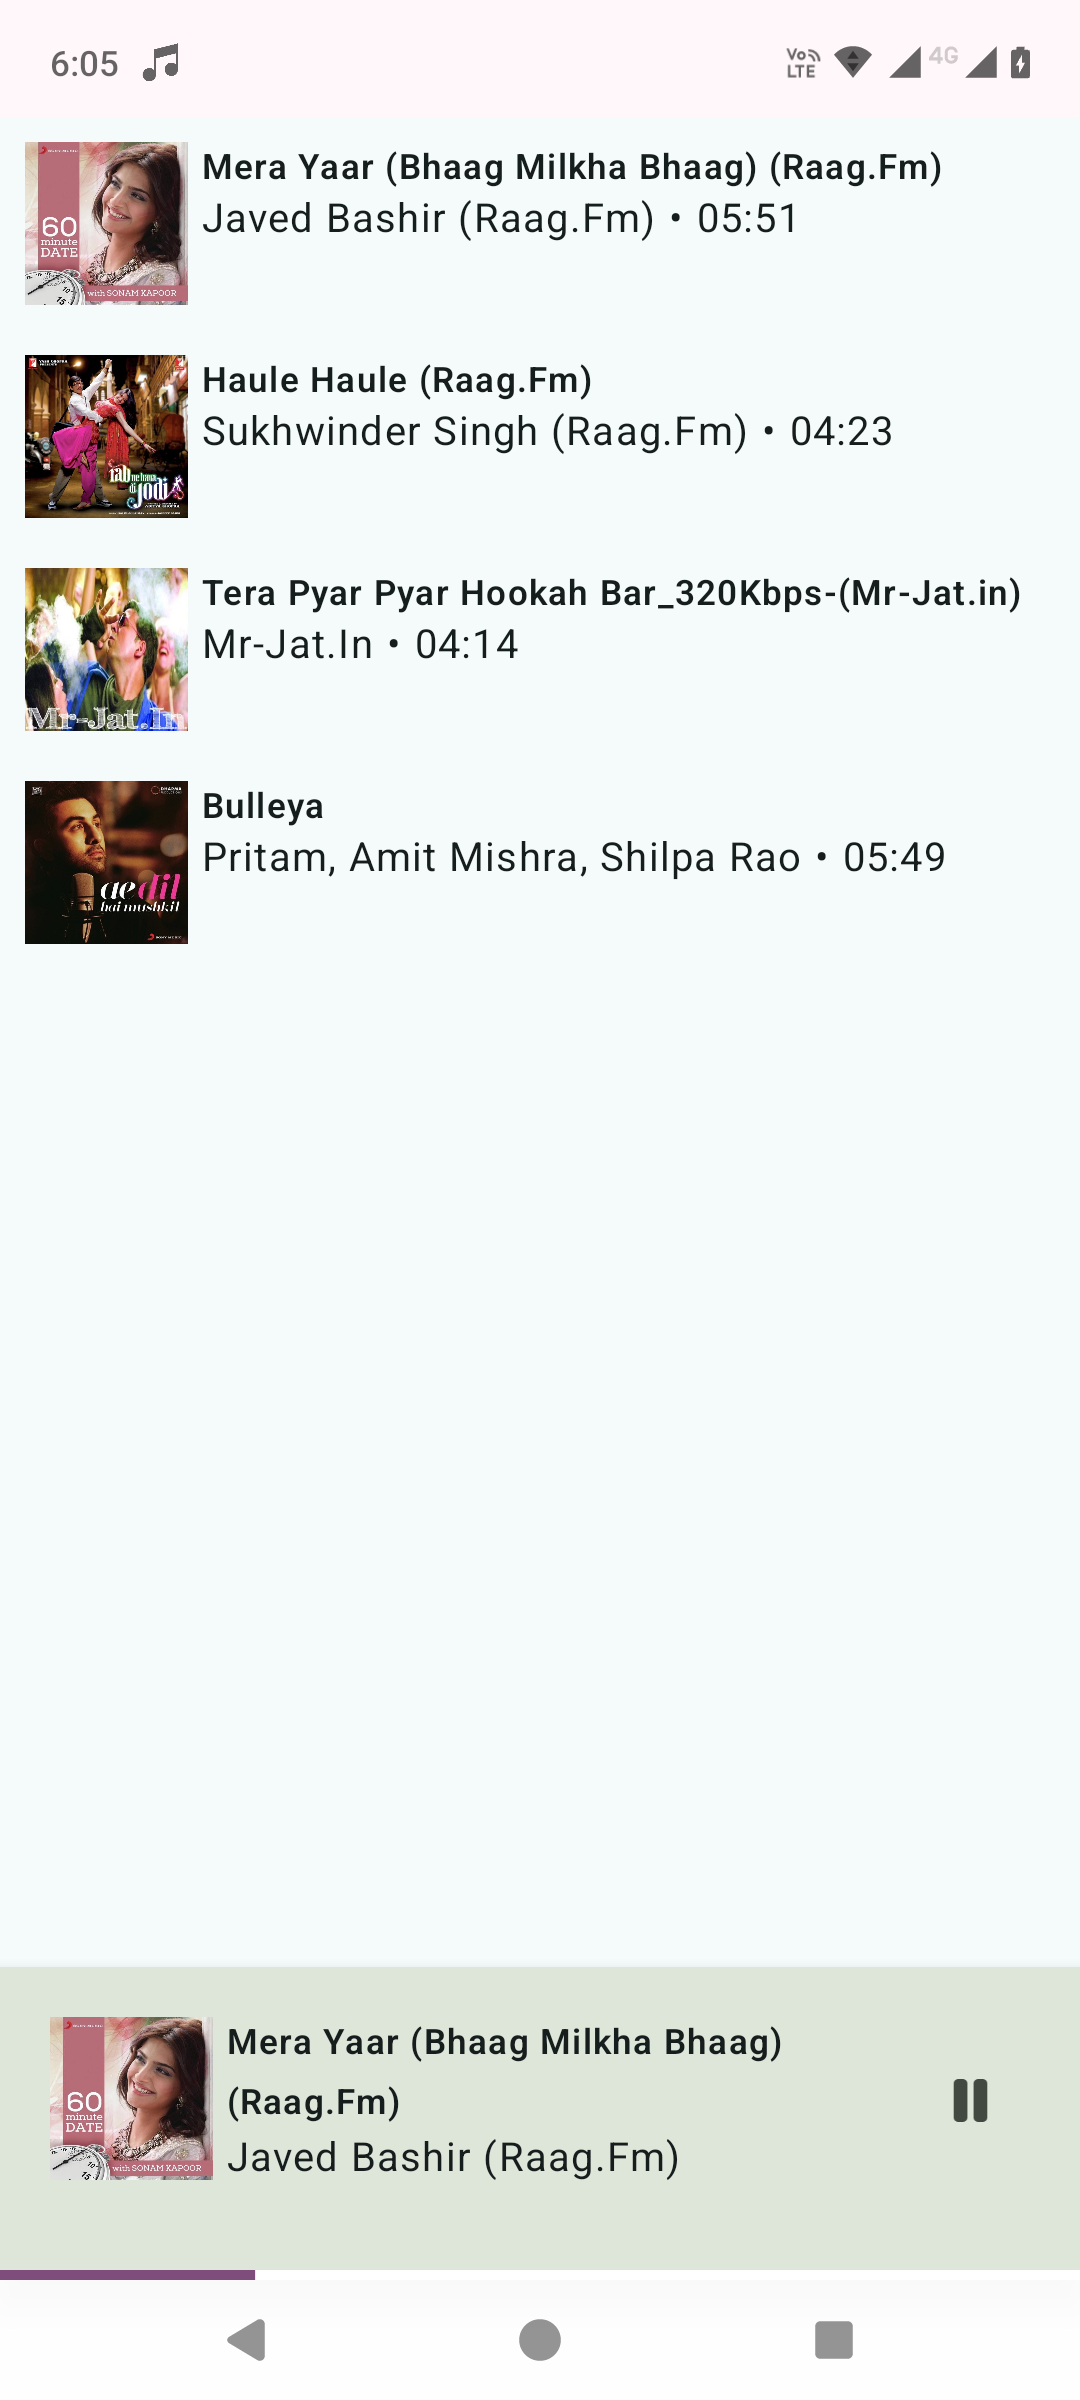 6:05
Vo LTE
4G
60
minute
DATE
with SONAM KAPOOR
Mera Yaar (Bhaag Milkha Bhaag) (Raag.Fm)
Javed Bashir (Raag.Fm) • 05:51
rab ne bana
di jodi
Haule Haule (Raag.Fm)
Sukhwinder Singh (Raag.Fm) • 04:23
Mr-Jat.In
Tera Pyar Pyar Hookah Bar_320Kbps-(Mr-Jat.in)
Mr-Jat.In • 04:14
DHARMA
ae dil
hai mushkil
SONY MUSIC
Bulleya
Pritam, Amit Mishra, Shilpa Rao • 05:49
60
minute
DATE
with SONAM KAPOOR
Mera Yaar (Bhaag Milkha Bhaag)
(Raag.Fm)
Javed Bashir (Raag.Fm)